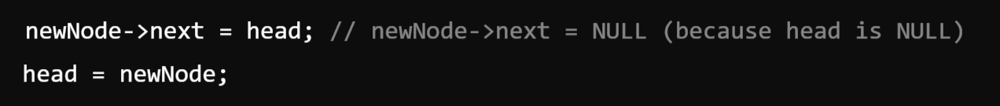 newNode->next = head; // newNode->next = NULL (because head is NULL)
head = newNode;